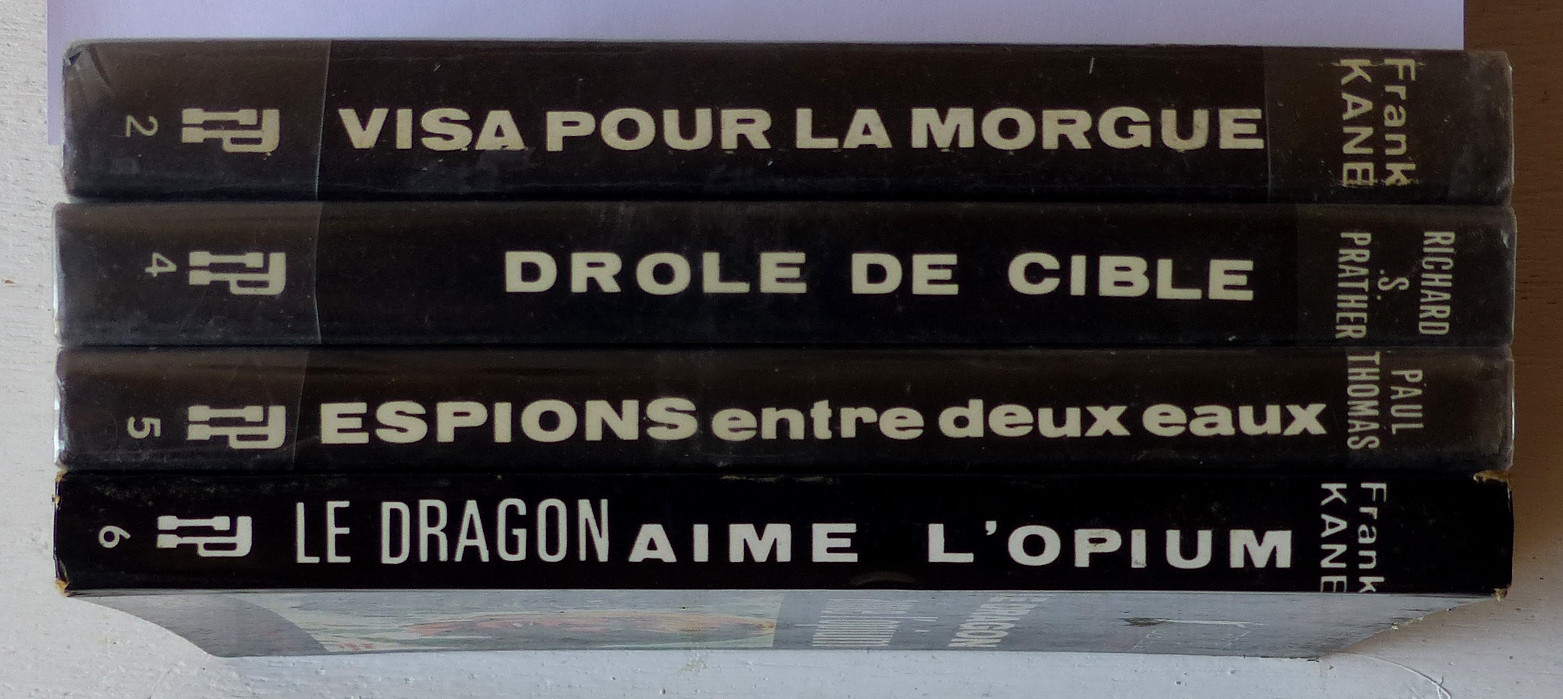 2
VISA POUR LA MORGUE
Frank
KANE
4
DROLE DE CIBLE
RICHARD
S.
PRATHER
5
ESPIONS entre deux eaux
PAUL
THOMAS
6
LE DRAGON AIME L'OPIUM
Frank
KANE